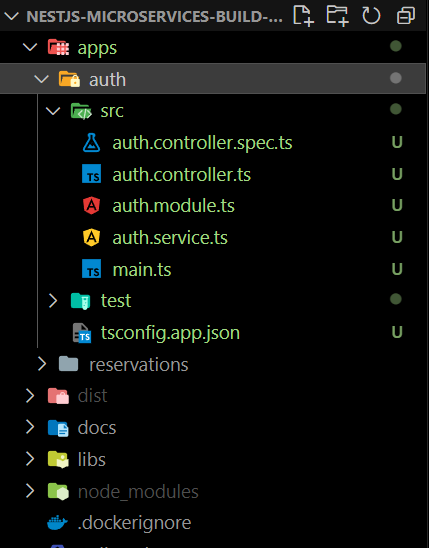 NESTJS-MICROSERVICES-BUILD-...
apps
auth
src
auth.controller.spec.ts U
TS auth.controller.ts U
auth.module.ts U
auth.service.ts U
TS main.ts U
test
TS tsconfig.app.json U
reservations
dist
docs
libs
node_modules
.dockerignore